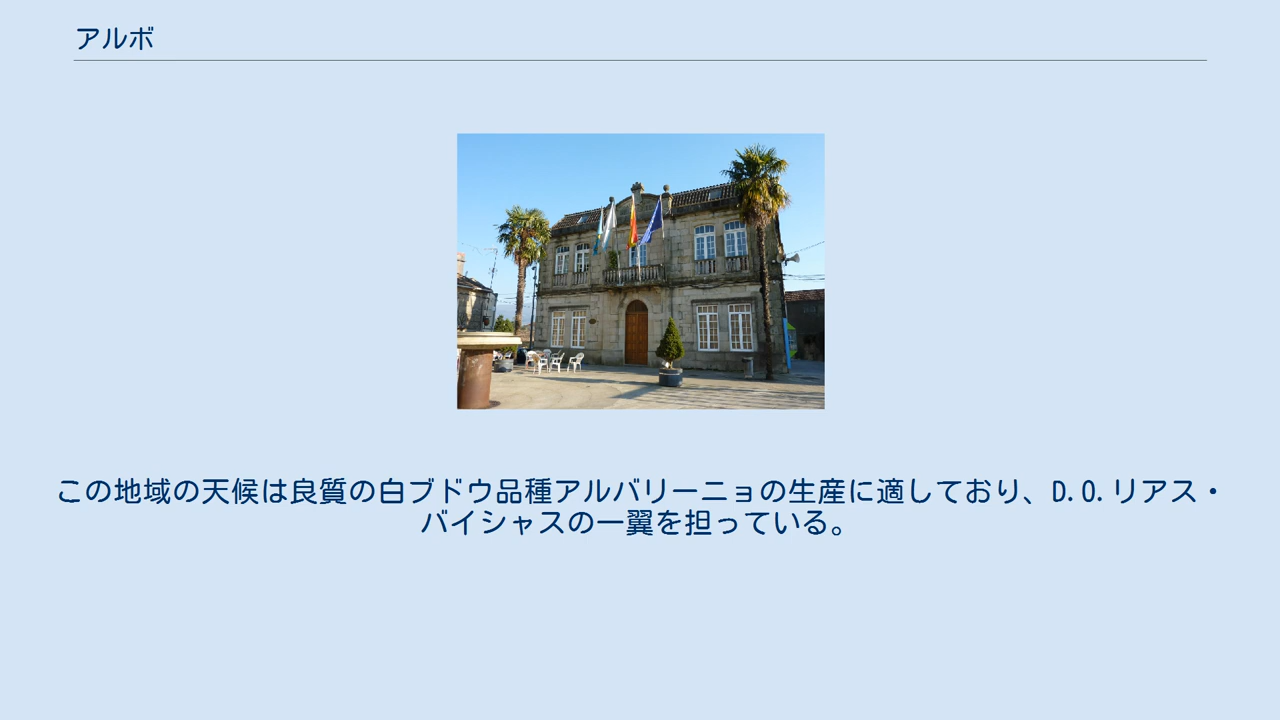 アルボ
この地域の天候は良質の白ブドウ品種アルバリーニョの生産に適しており、D.O.リアス・
バイシャスの一翼を担っている。